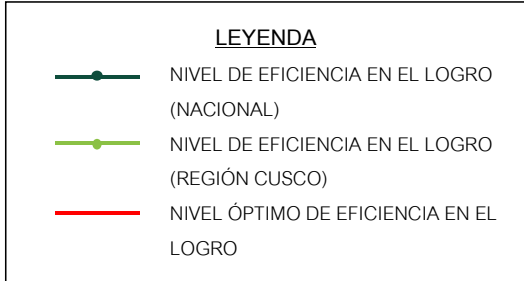 LEYENDA
NIVEL DE EFICIENCIA EN EL LOGRO
(NACIONAL)
NIVEL DE EFICIENCIA EN EL LOGRO
(REGIÓN CUSCO)
NIVEL ÓPTIMO DE EFICIENCIA EN EL
LOGRO